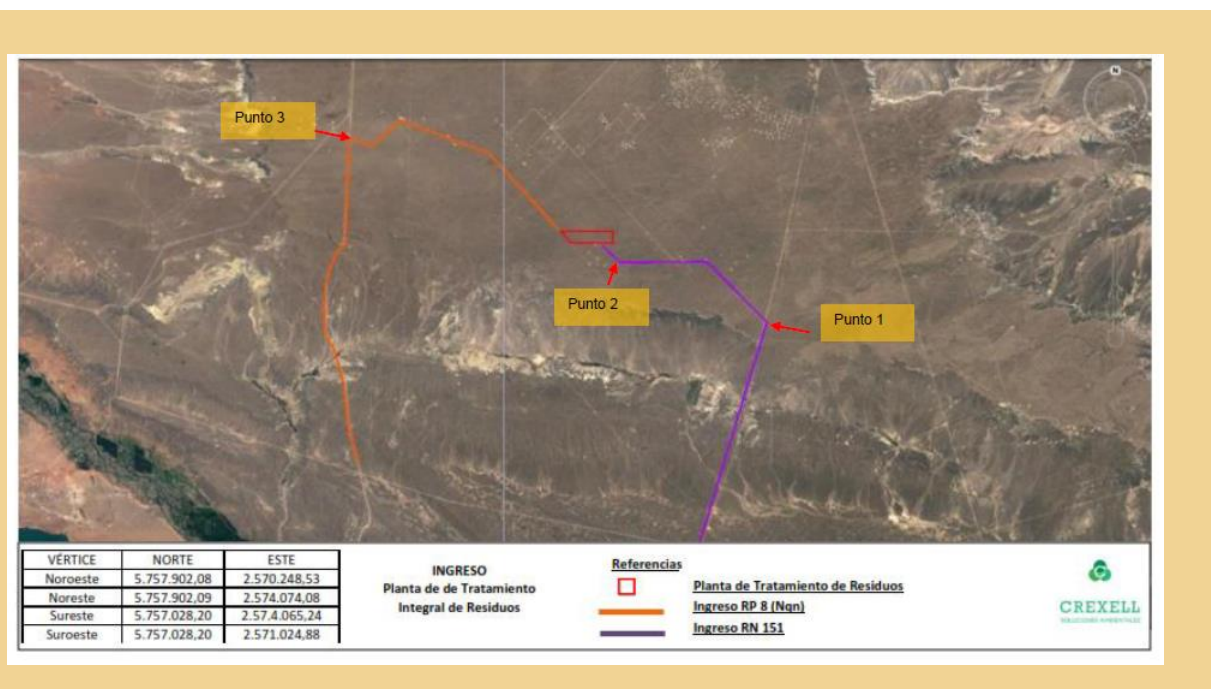 Punto 3
N
Punto 2
Punto 1
VÉRTICE NORTE ESTE
Noroeste 5.757.902,08 2.570.248,53
Noreste 5.757.902,09 2.574.074,08
Sureste 5.757.028,20 2.57.4.065,24
Suroeste 5.757.028,20 2.571.024,88
INGRESO
Planta de de Tratamiento
Integral de Residuos
Referencias
Planta de Tratamiento de Residuos
Ingreso RP 8 (Nqn)
Ingreso RN 151
CREXELL
SOLUCIONES AMBIENTALES